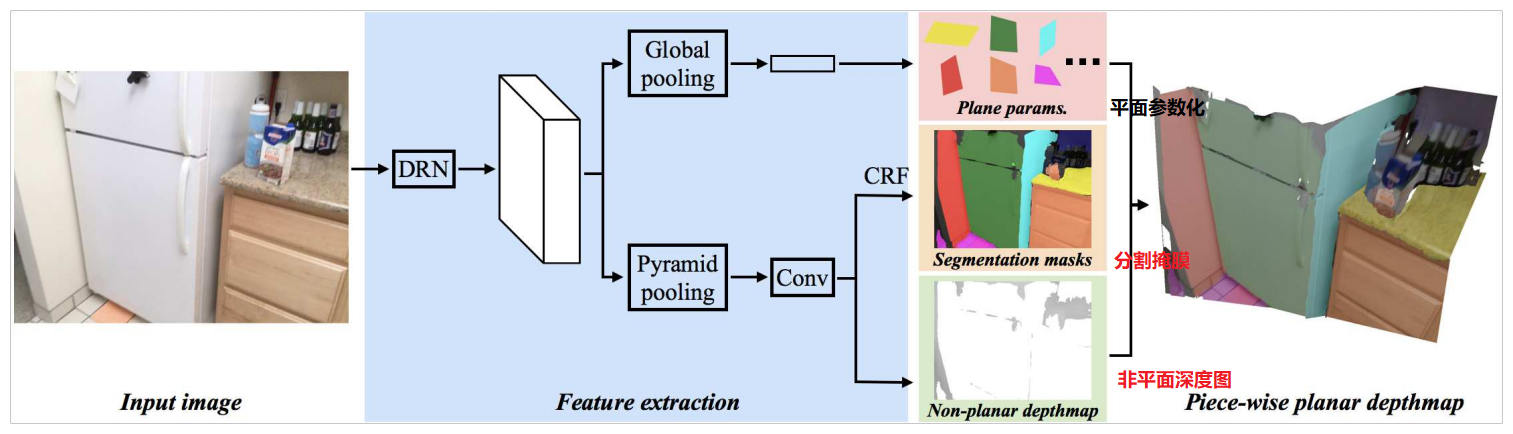 Global
pooling
Plane params.
平面参数化
DRN
CRF
Pyramid
pooling
Conv
Segmentation masks
分割掩膜
非平面深度图
Input image
Feature extraction
Non-planar depthmap
Piece-wise planar depthmap